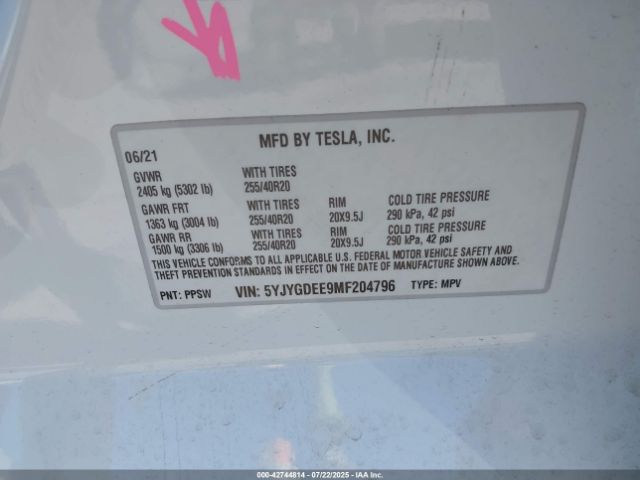 MFD BY TESLA, INC.
06/21
GVWR WITH TIRES
2405 kg (5302 lb) 255/40R20
GAWR FRT WITH TIRES RIM COLD TIRE PRESSURE
1363 kg (3004 lb) 255/40R20 20X9.5J 290 kPa, 42 psi
GAWR RR WITH TIRES RIM COLD TIRE PRESSURE
1500 kg (3306 lb) 255/40R20 20X9.5J 290 kPa, 42 psi
THIS VEHICLE CONFORMS TO ALL APPLICABLE U.S. FEDERAL MOTOR VEHICLE SAFETY AND
THEFT PREVENTION STANDARDS IN EFFECT ON THE DATE OF MANUFACTURE SHOWN ABOVE.
PNT: PPSW VIN: 5YJYGDEE9MF204796 TYPE: MPV
000-42744814 - 07/22/2025 - IAAI.COM